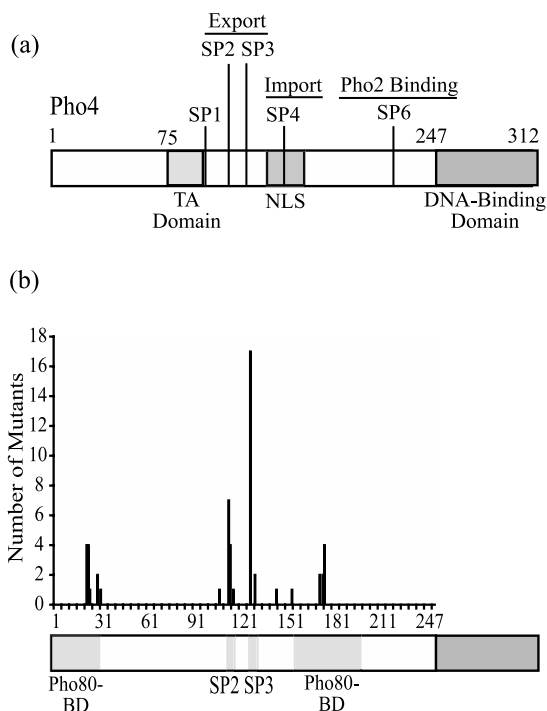 (a)
Export
SP2 SP3
Import
Pho2 Binding
Pho4
SP1
SP4
SP6
1
75
247
312
TA
Domain
NLS
DNA-Binding
Domain
(b)
Number of Mutants
18
16
14
12
10
8
6
4
2
0
1 31 61 91 121 151 181 211 247
Pho80-
BD
SP2 SP3
Pho80-
BD